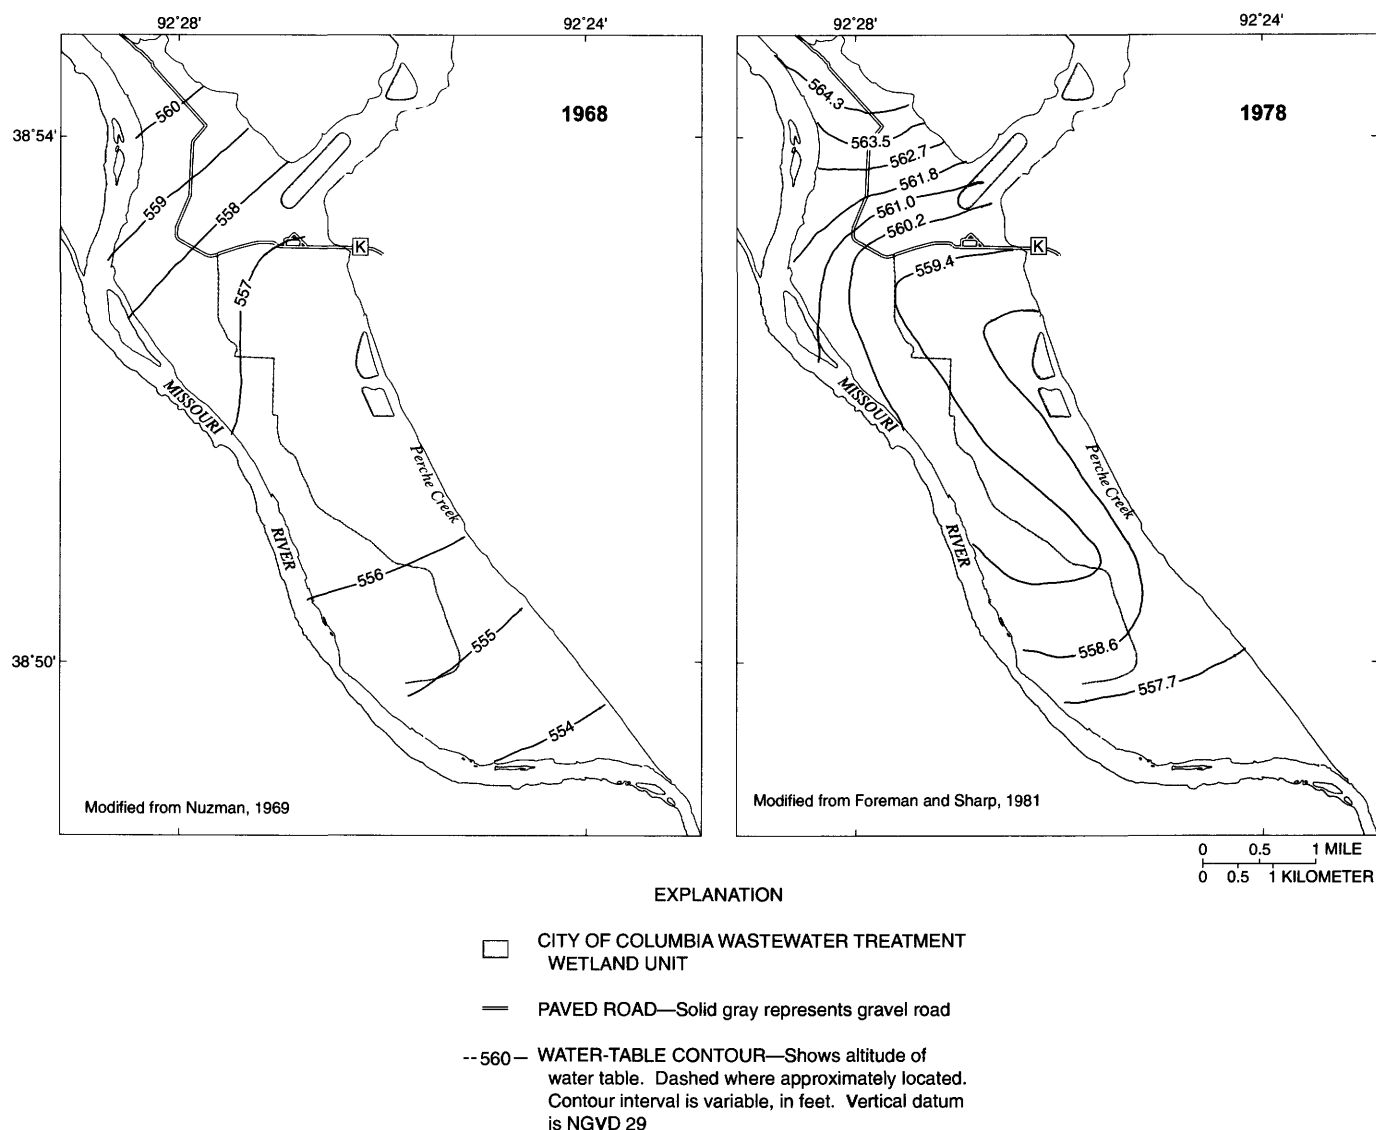 92°28'
92°24'
38°54'
1968
560
559
558
557
K
MISSOURI
RIVER
Perche Creek
556
555
554
38°50'
Modified from Nuzman, 1969
92°28'
92°24'
1978
564.3
563.5
562.7
561.8
561.0
560.2
559.4
K
MISSOURI
RIVER
Perche Creek
558.6
557.7
Modified from Foreman and Sharp, 1981
0 0.5 1 MILE
0 0.5 1 KILOMETER
EXPLANATION
CITY OF COLUMBIA WASTEWATER TREATMENT
WETLAND UNIT
PAVED ROAD—Solid gray represents gravel road
--560— WATER-TABLE CONTOUR—Shows altitude of
water table. Dashed where approximately located.
Contour interval is variable, in feet. Vertical datum
is NGVD 29